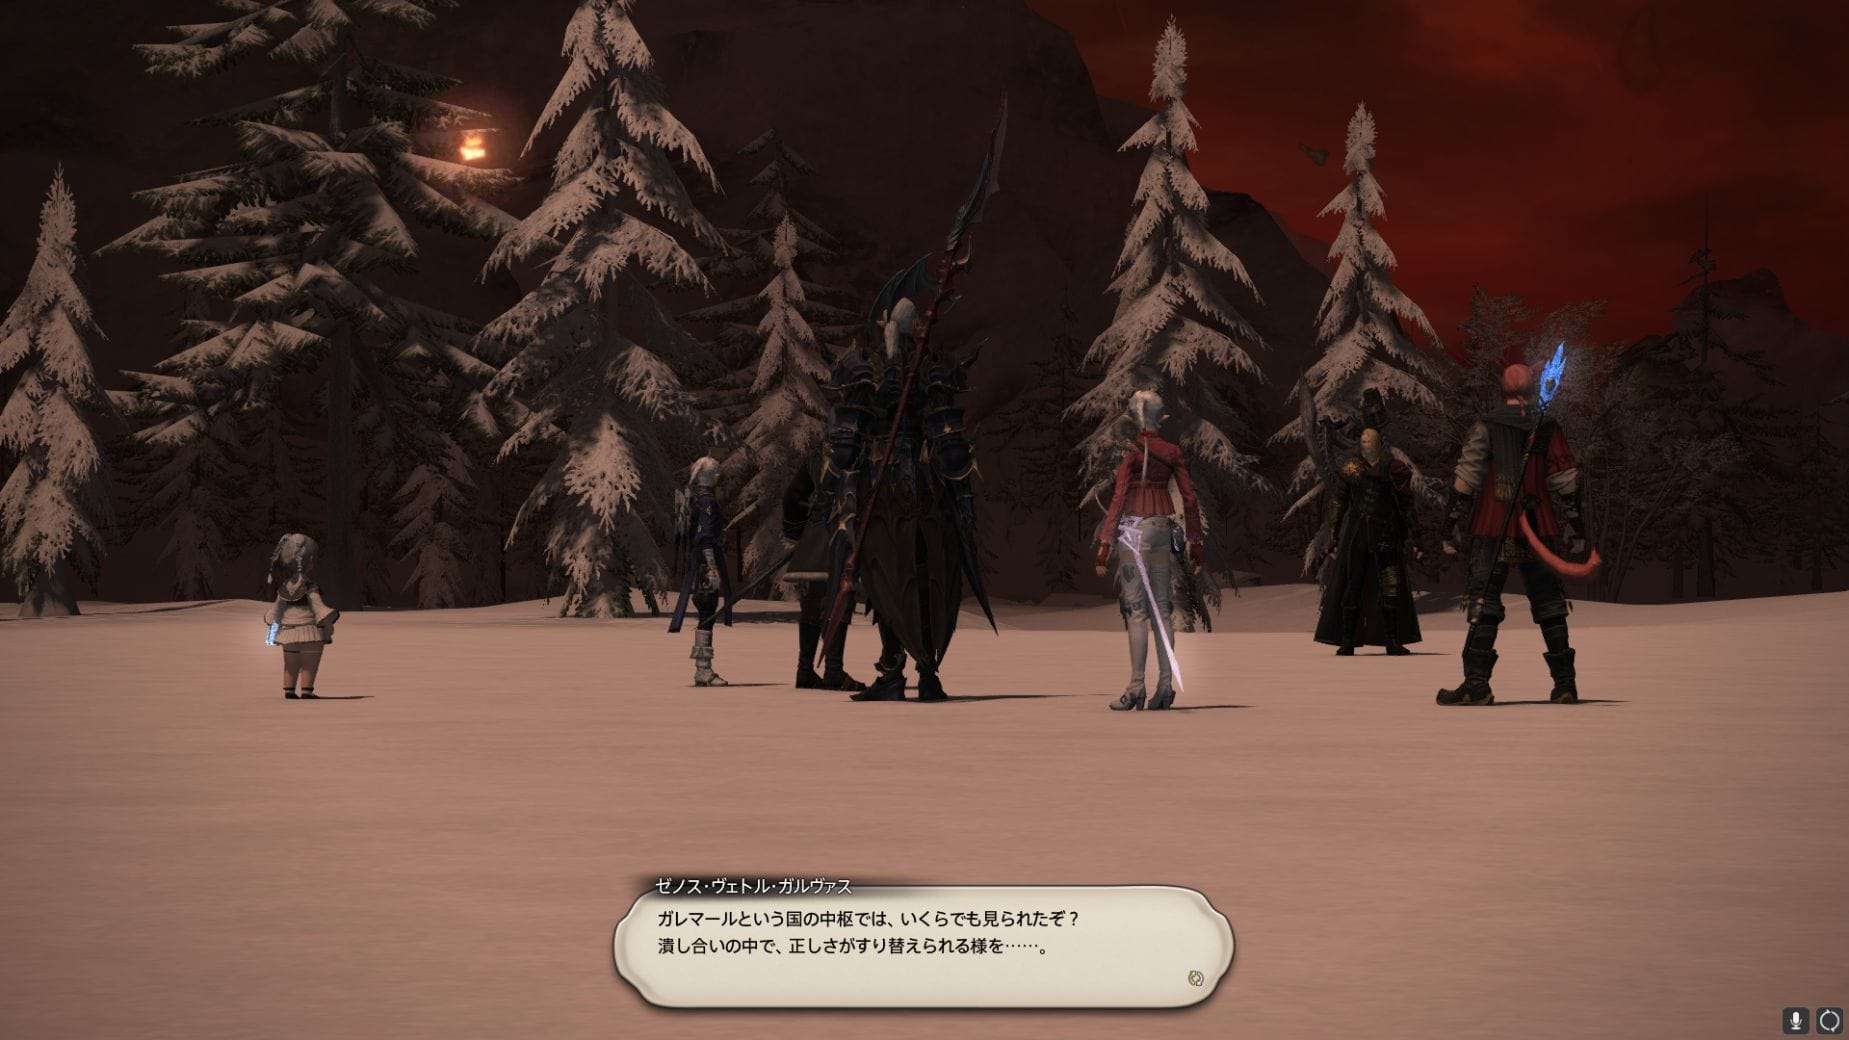 ゼノス・ヴェトル・ガルヴァス
ガレマールという国の中枢では、いくらでも見られたぞ？
潰し合いの中で、正しさがすり替えられる様を……。